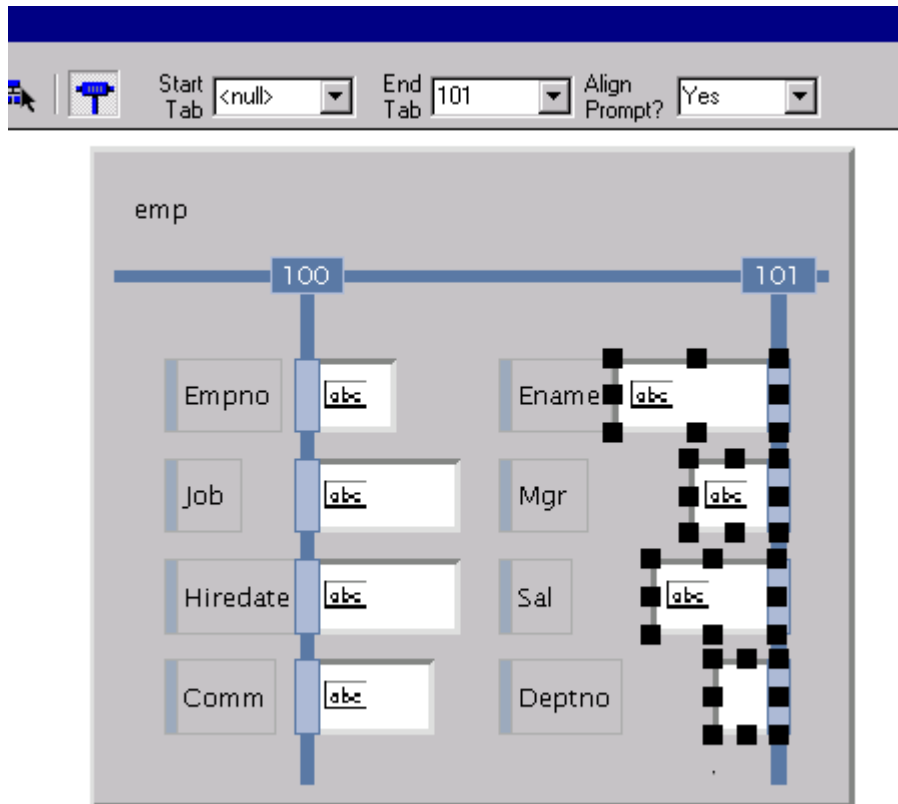 Start Tab <null> End Tab 101 Align Prompt? Yes
emp
100 101
Empno abc Ename abc
Job abc Mgr abc
Hiredate abc Sal abc
Comm abc Deptno